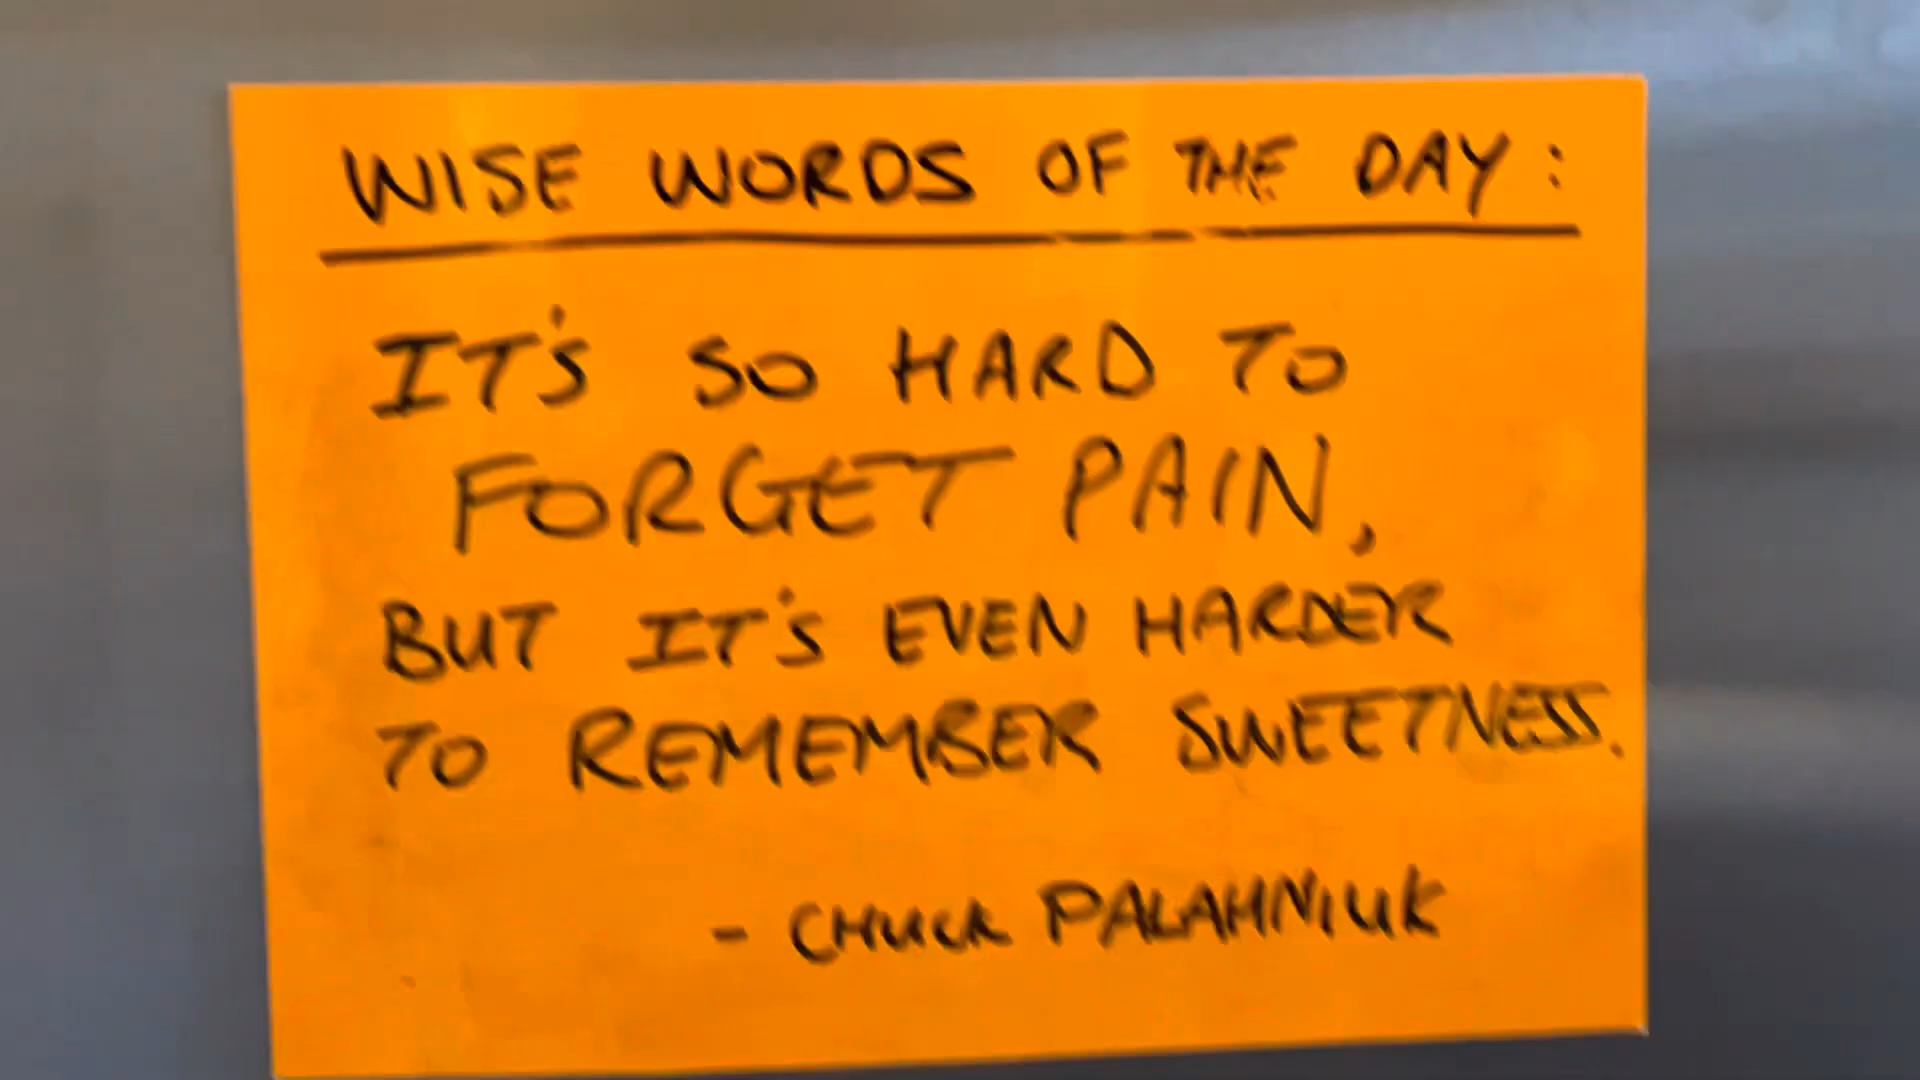 WISE WORDS OF THE DAY:
IT'S SO HARD TO
FORGET PAIN,
BUT IT'S EVEN HARDER
TO REMEMBER SWEETNESS.
- CHUCK PALAHNIUK